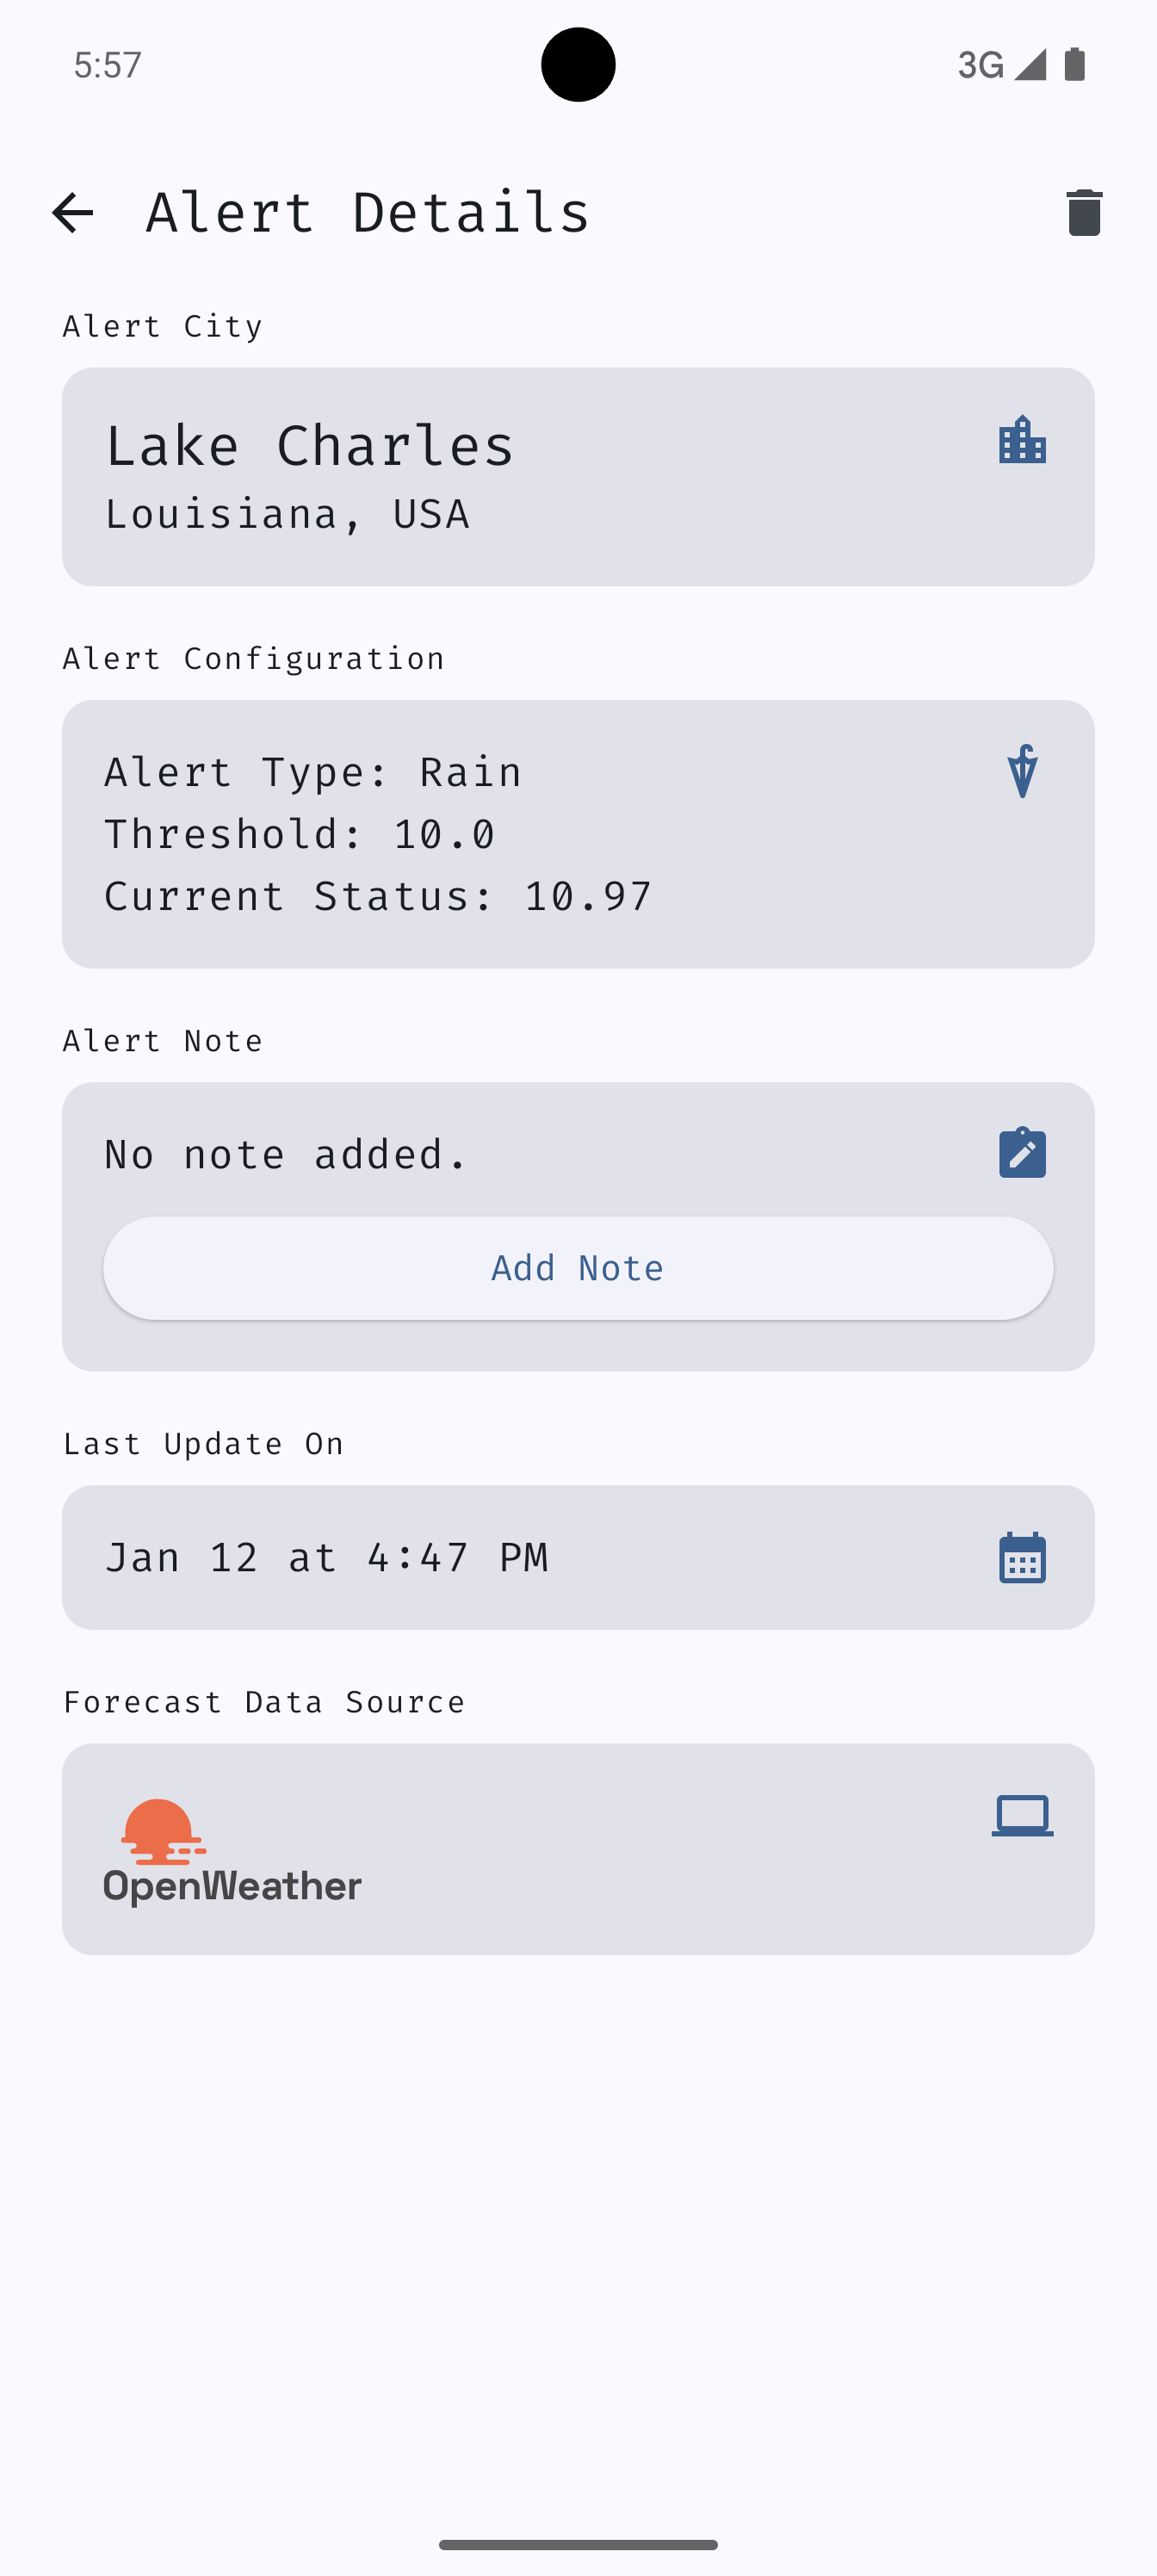 5:57
3G
Alert Details
Alert City
Lake Charles
Louisiana, USA
Alert Configuration
Alert Type: Rain
Threshold: 10.0
Current Status: 10.97
Alert Note
No note added.
Add Note
Last Update On
Jan 12 at 4:47 PM
Forecast Data Source
OpenWeather